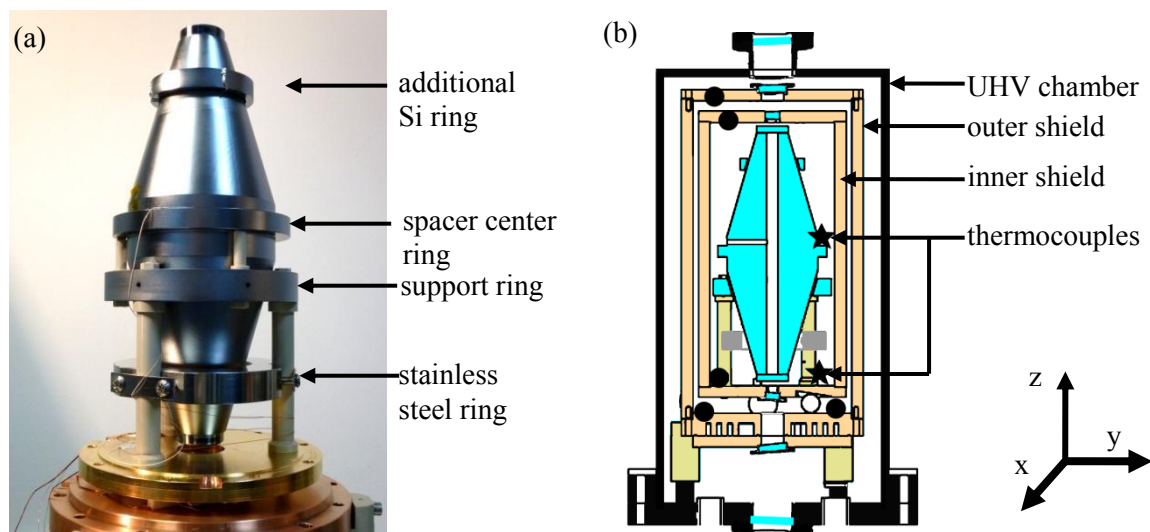 (a)
additional
Si ring
spacer center
ring
support ring
stainless
steel ring
(b)
UHV chamber
outer shield
inner shield
thermocouples
z
y
x